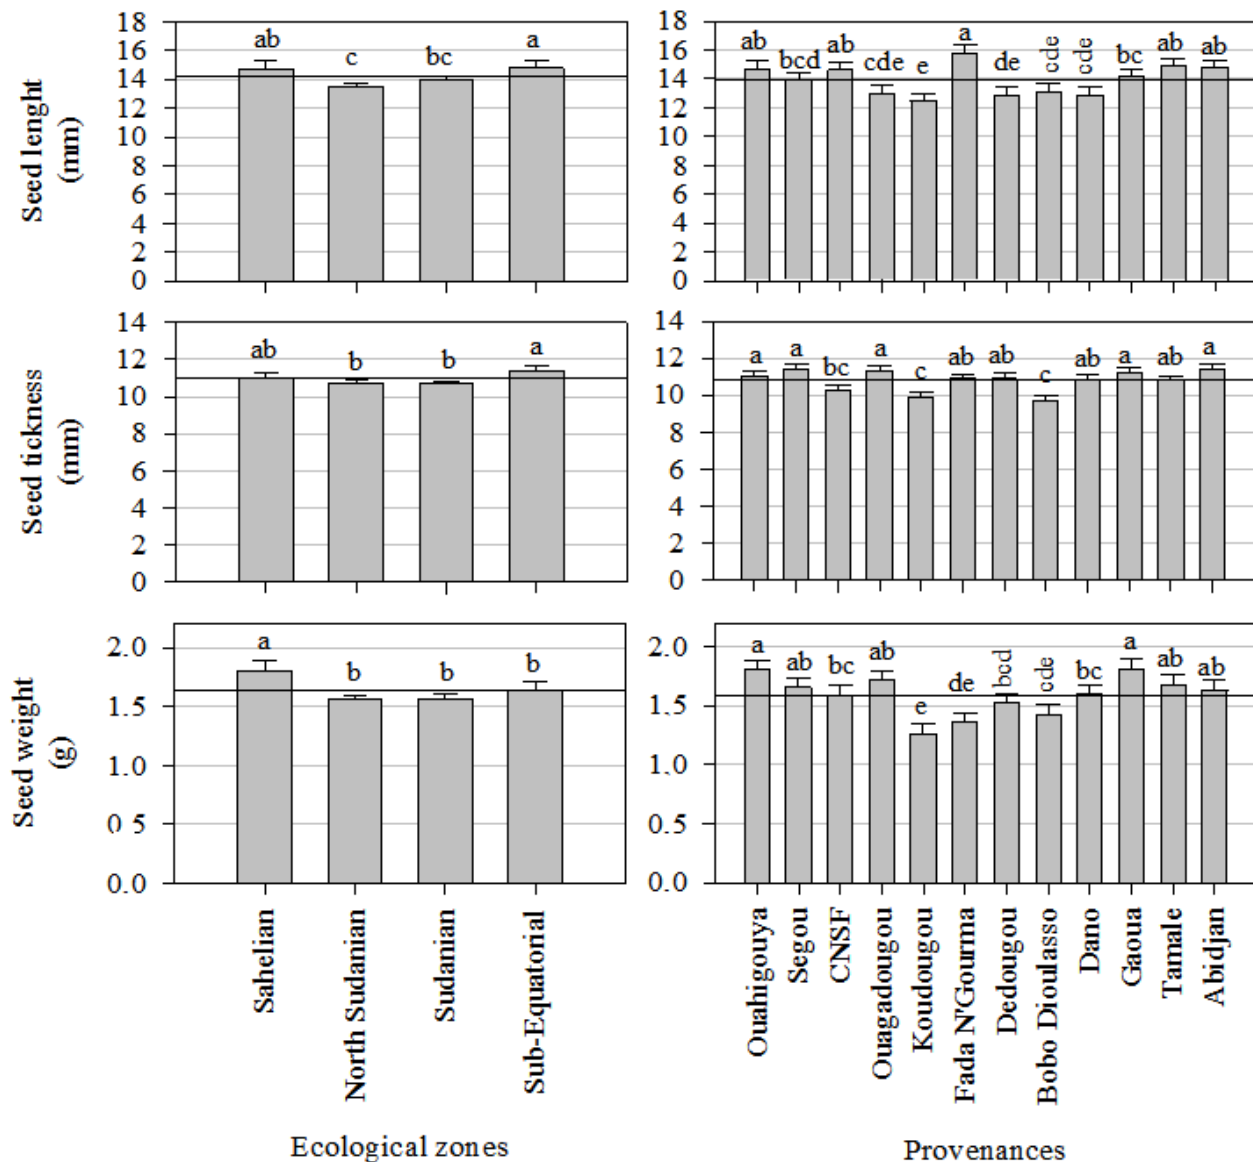 Seed lenght
(mm)
18
16
14
12
10
8
6
4
2
0
ab
c
bc
a
18
16
14
12
10
8
6
4
2
0
ab
bcd
ab
cde
e
a
de
cde
cde
bc
ab
ab
Seed tickness
(mm)
14
12
10
8
6
4
2
0
ab
b
b
a
14
12
10
8
6
4
2
0
a
a
bc
a
c
ab
ab
c
ab
a
ab
a
Seed weight
(g)
2.0
1.5
1.0
0 5
0.0
a
b
b
b
2.0
1.5
1.0
0.5
0.0
a
ab
bc
ab
e
de
bcd
cde
bc
a
ab
ab
Sahelian
North Sudanian
Sudanian
Sub-Equatorial
Ecological zones
Ouahigouya
Segou
CNSF
Ouagadougou
Koudougou
Fada N'Gourma
Dedougou
Bobo Dioulasso
Dano
Gaoua
Tamale
Abidjan
Provenances